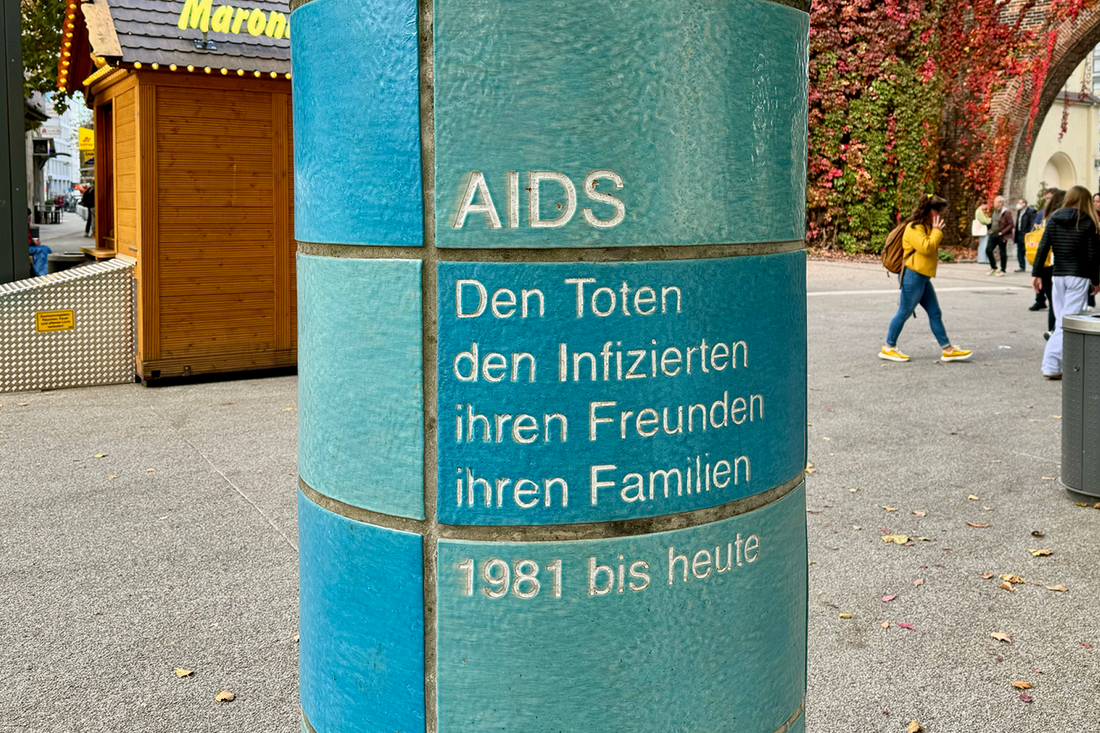 Maron
AIDS
Den Toten
den Infizierten
ihren Freunden
ihren Familien
1981 bis heute